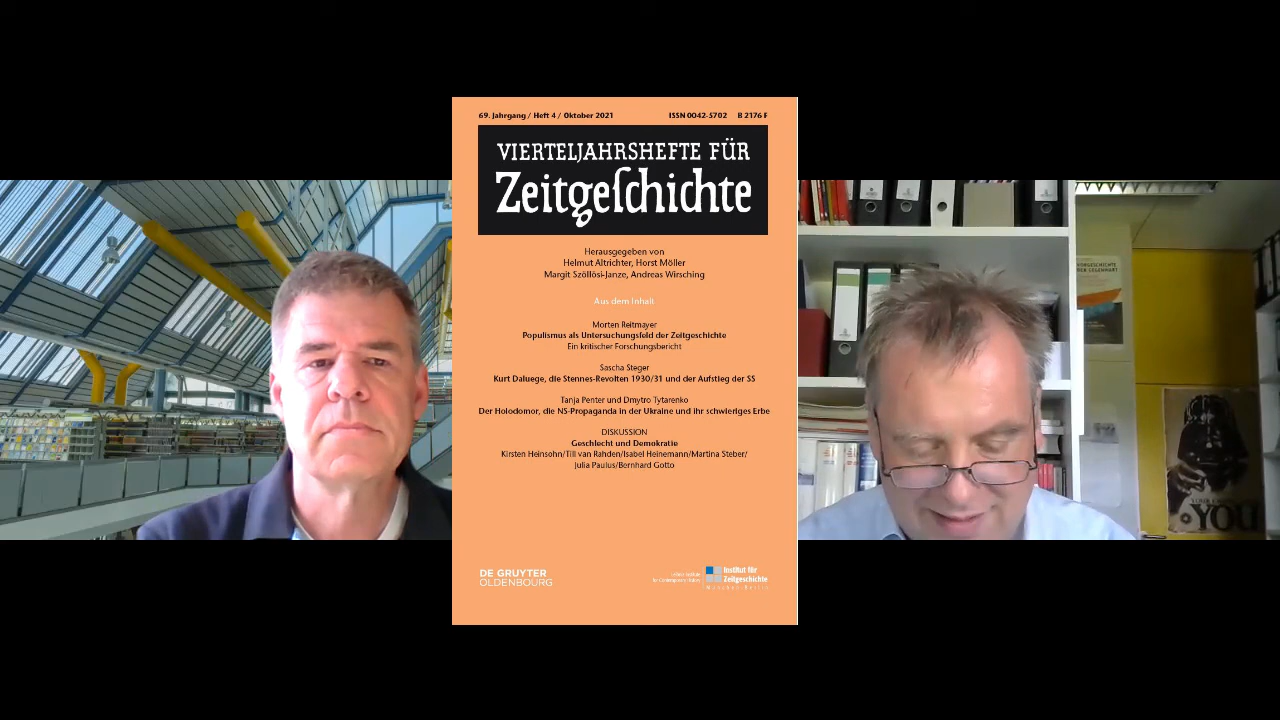 69. Jahrgang / Heft 4 / Oktober 2021 ISSN 0042-5702 B 2176 F
VIERTELJAHRSHEFTE FÜR
Zeitgeſchichte
Herausgegeben von
Helmut Altrichter, Horst Möller
Margit Szöllösi-Janze, Andreas Wirsching
Aus dem Inhalt
Morten Reitmayer
Populismus als Untersuchungsfeld der Zeitgeschichte
Ein kritischer Forschungsbericht
Sascha Steger
Kurt Daluege, die Stennes-Revolten 1930/31 und der Aufstieg der SS
Tanja Penter und Dmytro Tytarenko
Der Holodomor, die NS-Propaganda in der Ukraine und ihr schwieriges Erbe
DISKUSSION
Geschlecht und Demokratie
Kirsten Heinsohn/Till van Rahden/Isabel Heinemann/Martina Steber/
Julia Paulus/Bernhard Gotto
DE GRUYTER
OLDENBOURG
Institut für
Zeitgeschichte
München–Berlin
DER GEGENWART
YOU